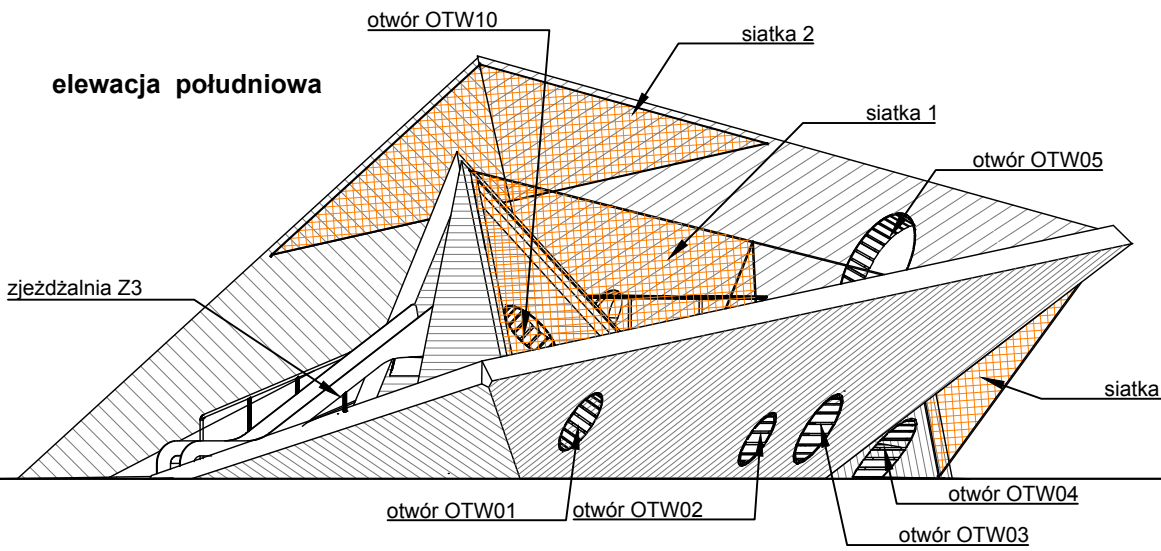 otwór OTW10
siatka 2
elewacja południowa
siatka 1
otwór OTW05
zjeżdżalnia Z3
siatka
otwór OTW04
otwór OTW01
otwór OTW02
otwór OTW03